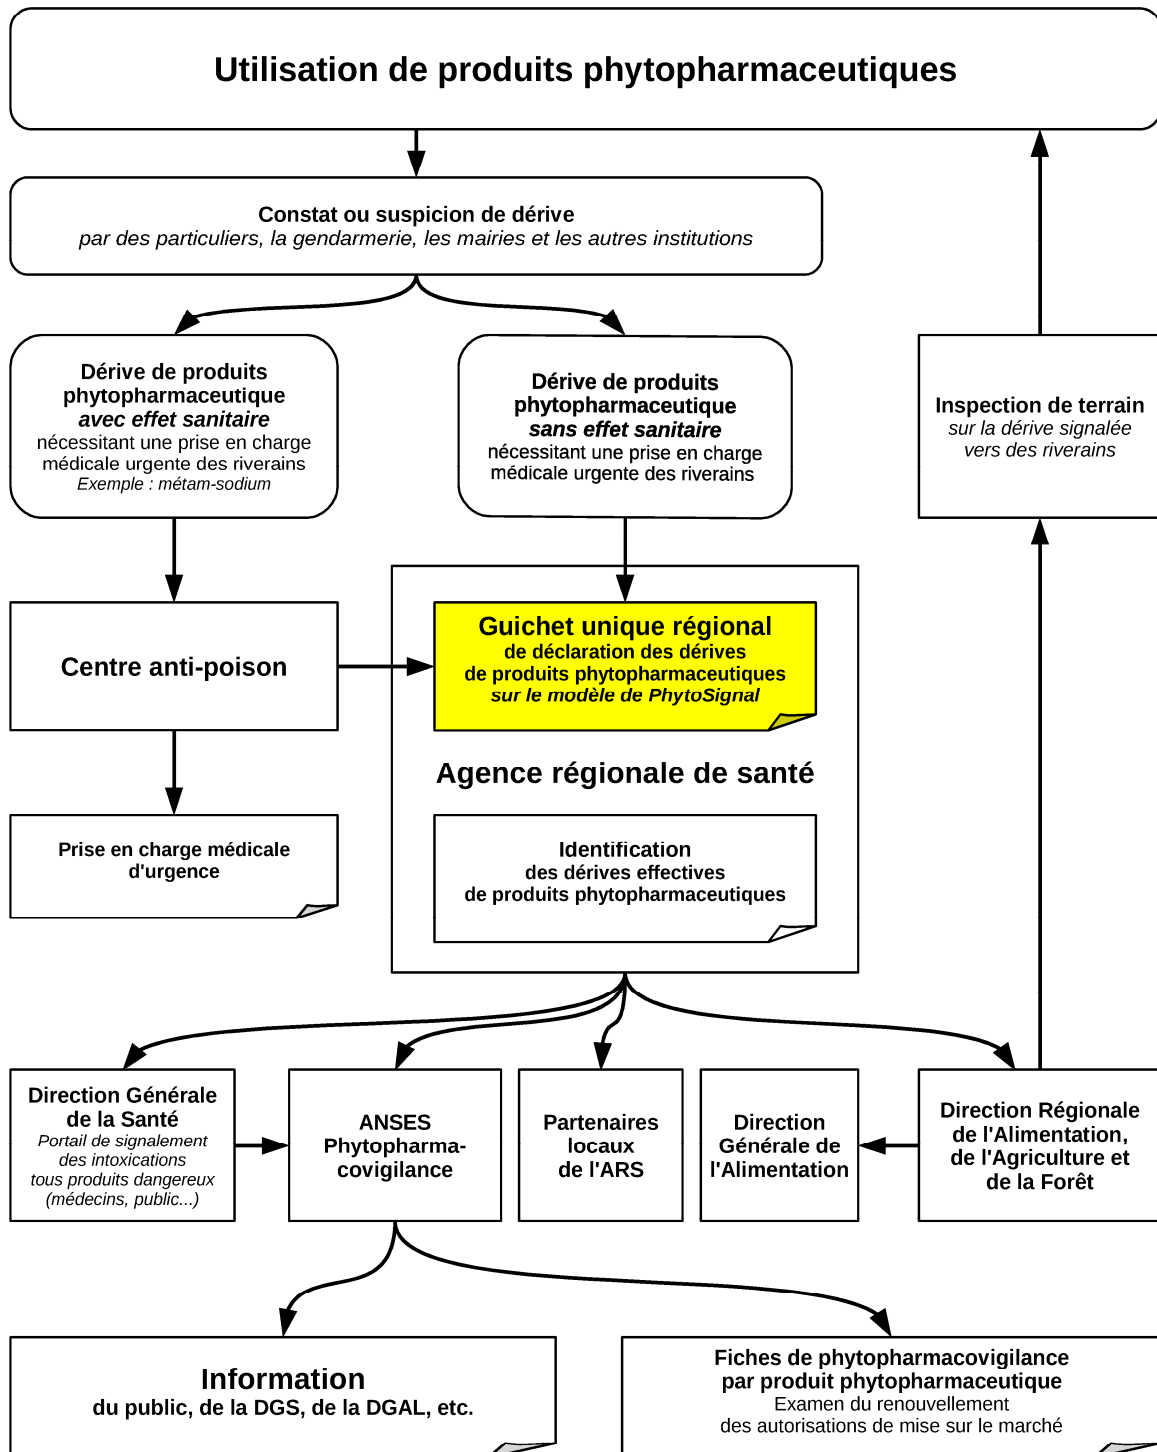 Utilisation de produits phytopharmaceutiques
Constat ou suspicion de dérive
par des particuliers, la gendarmerie, les mairies et les autres institutions
Dérive de produits
phytopharmaceutique
avec effet sanitaire
nécessitant une prise en charge
médicale urgente des riverains
Exemple : métam-sodium
Dérive de produits
phytopharmaceutique
sans effet sanitaire
nécessitant une prise en charge
médicale urgente des riverains
Inspection de terrain
sur la dérive signalée
vers des riverains
Centre anti-poison
Guichet unique régional
de déclaration des dérives
de produits phytopharmaceutiques
sur le modèle de PhytoSignal
Agence régionale de santé
Prise en charge médicale
d'urgence
Identification
des dérives effectives
de produits phytopharmaceutiques
Direction Générale
de la Santé
Portail de signalement
des intoxications
tous produits dangereux
(médecins, public...)
ANSES
Phytopharma-
covigilance
Partenaires
locaux
de l'ARS
Direction
Générale de
l'Alimentation
Direction Régionale
de l'Alimentation,
de l'Agriculture et
de la Forêt
Information
du public, de la DGS, de la DGAL, etc.
Fiches de phytopharmacovigilance
par produit phytopharmaceutique
Examen du renouvellement
des autorisations de mise sur le marché